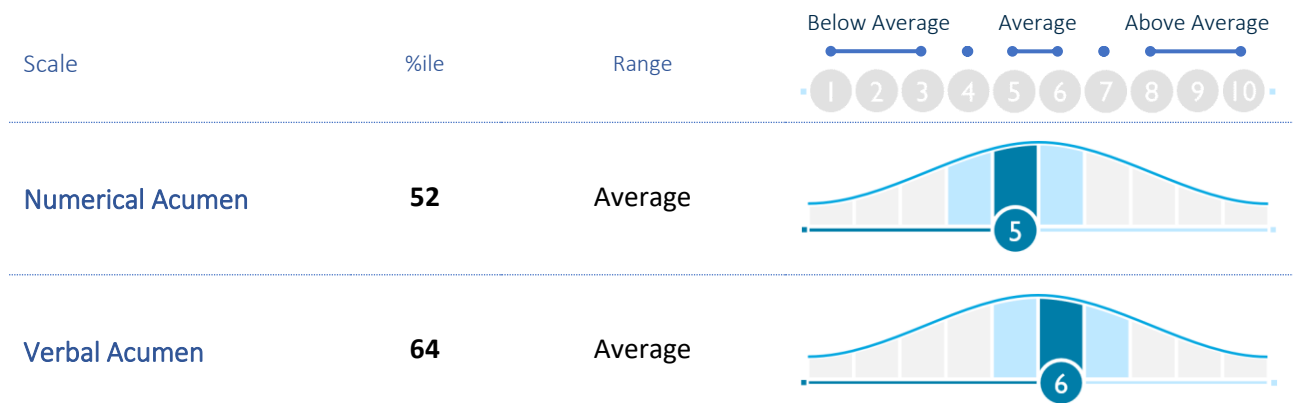 Below Average Average Above Average
Scale %ile Range
1 2 3 4 5 6 7 8 9 10
Numerical Acumen 52 Average
5
Verbal Acumen 64 Average
6